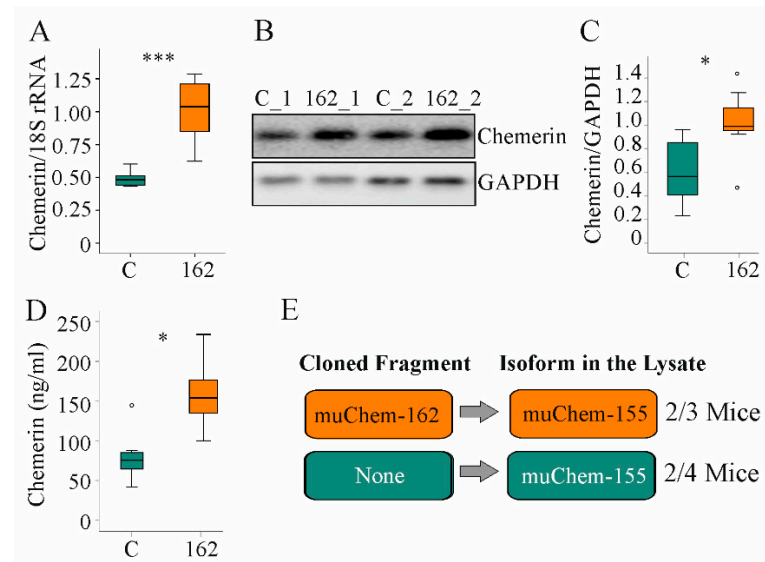 A
Chemerin/18S rRNA
***
1.25
1.00
0.75
0.50
0.25
0
C 162
B
C_1 162_1 C_2 162_2
Chemerin
GAPDH
C
Chemerin/GAPDH
*
1.4
1.2
1.0
0.8
0.6
0.4
0.2
0
C 162
D
Chemerin (ng/ml)
*
250
200
150
100
50
0
C 162
E
Cloned Fragment Isoform in the Lysate
muChem-162 muChem-155 2/3 Mice
None muChem-155 2/4 Mice